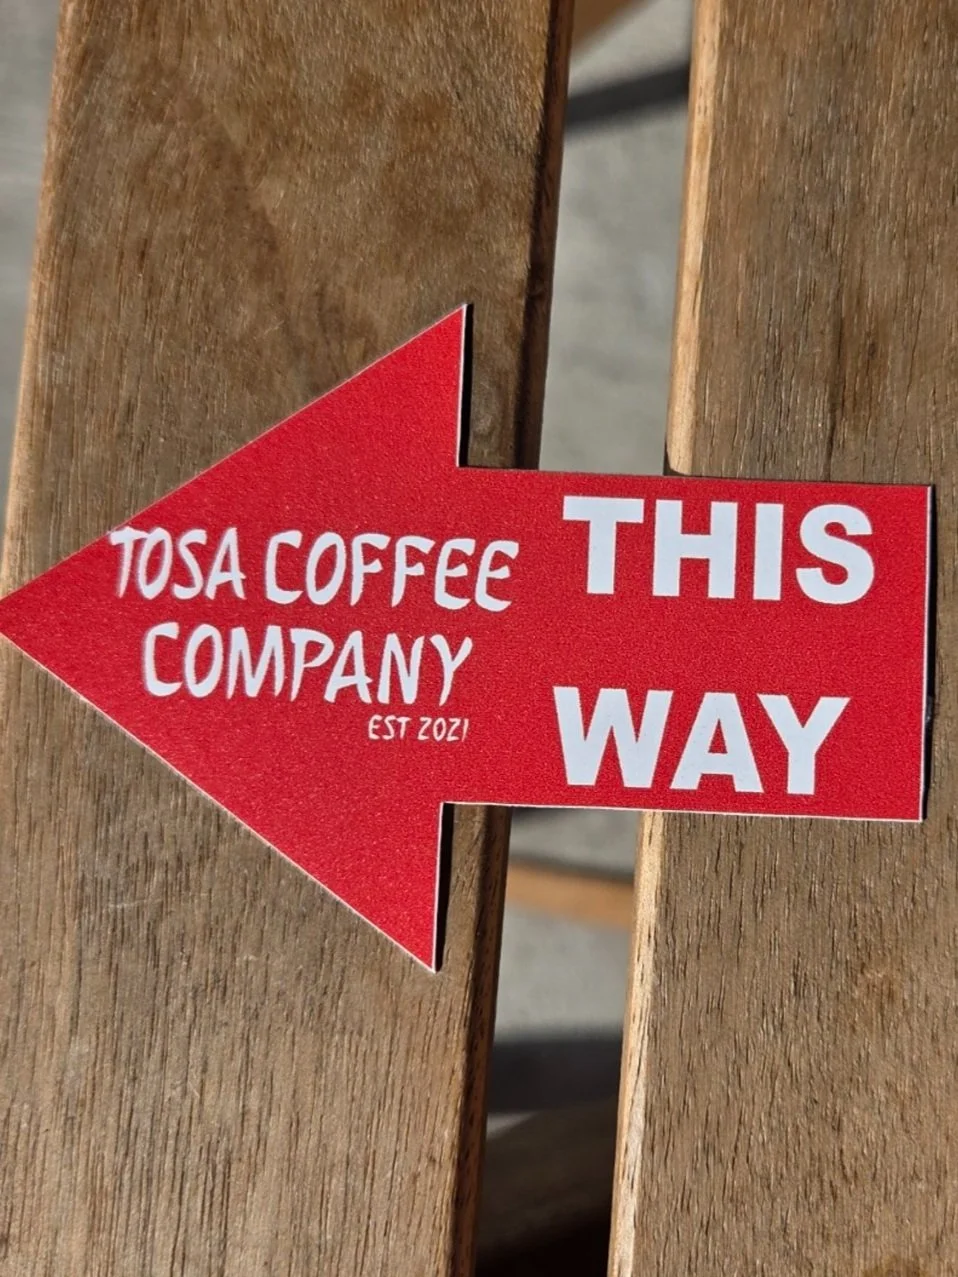 TOSA COFFEE
COMPANY
EST 2021
THIS
WAY